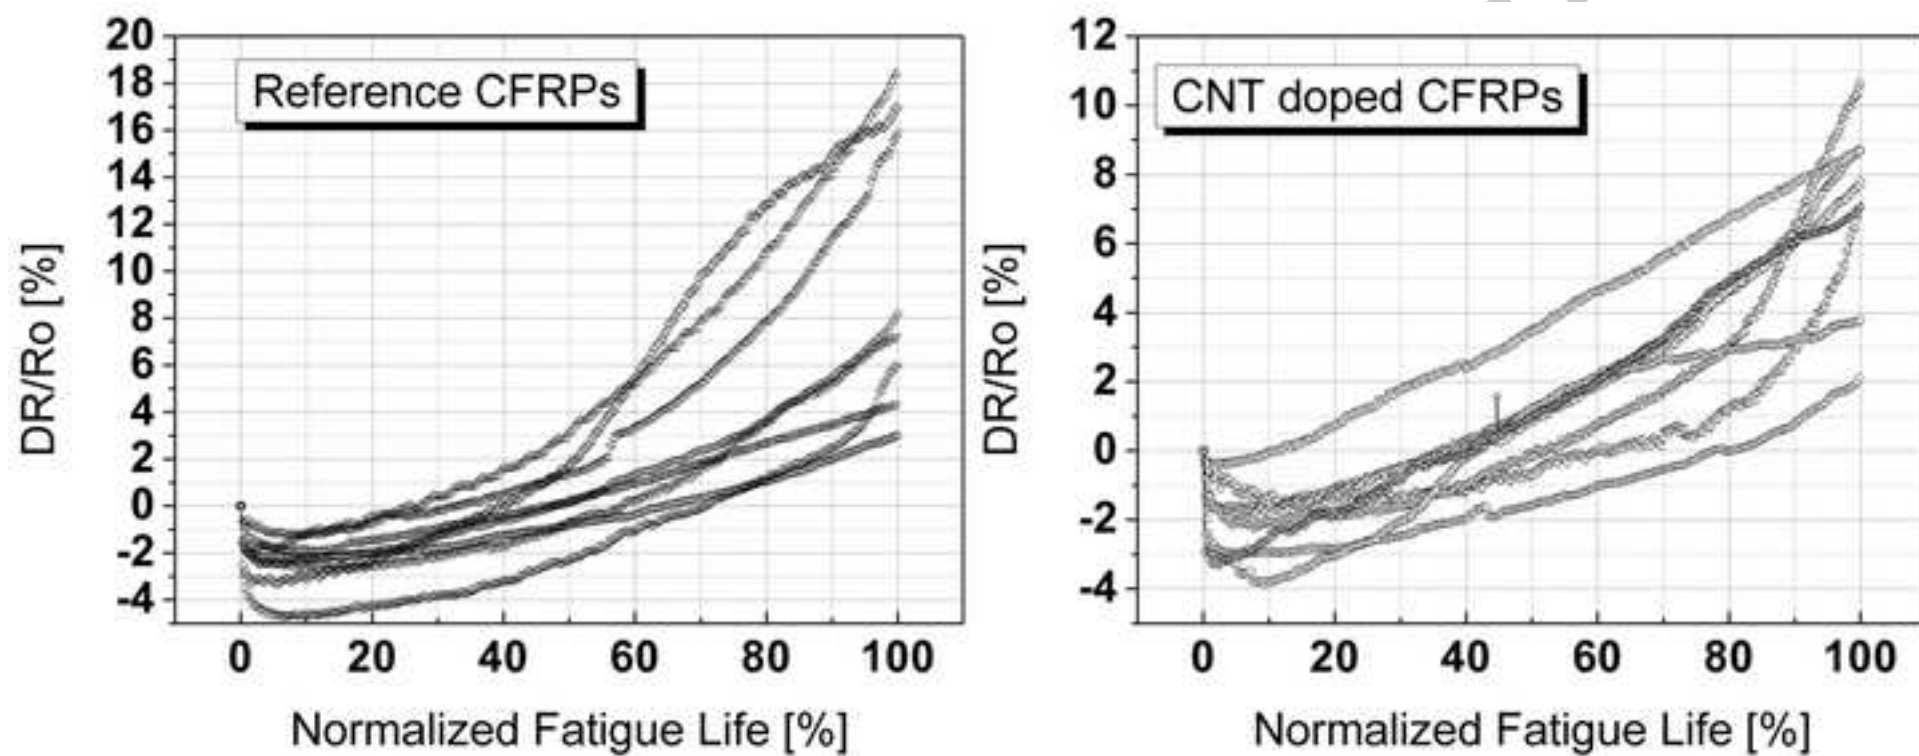 Reference CFRPs
20
18
16
14
12
10
8
6
4
2
0
-2
-4
DR/Ro [%]
0 20 40 60 80 100
Normalized Fatigue Life [%]
CNT doped CFRPs
12
10
8
6
4
2
0
-2
-4
DR/Ro [%]
0 20 40 60 80 100
Normalized Fatigue Life [%]